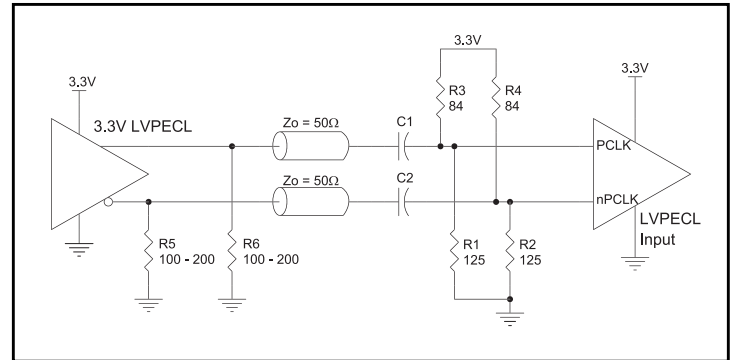 3.3V
3.3V LVPECL
R5
100 - 200
R6
100 - 200
Zo = 50Ω
Zo = 50Ω
C1
C2
3.3V
R3
84
R4
84
R1
125
R2
125
3.3V
PCLK
nPCLK
LVPECL
Input